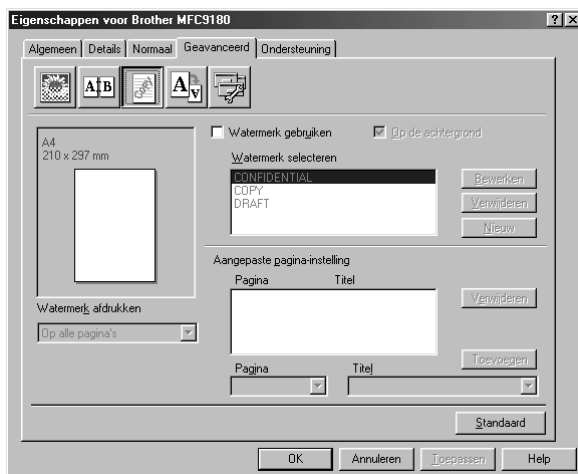 Eigenschappen voor Brother MFC9180
Algemeen Details Normaal Geavanceerd Ondersteuning
A B Copy A A
A4
210 x 297 mm
Watermerk gebruiken Op de achtergrond
Watermerk selecteren
CONFIDENTIAL
COPY
DRAFT
Bewerken
Verwijderen
Nieuw
Aangepaste pagina-instelling
Pagina Titel
Verwijderen
Watermerk afdrukken
Op alle pagina's
Toevoegen
Pagina Titel
Standaard
OK Annuleren Toepassen Help